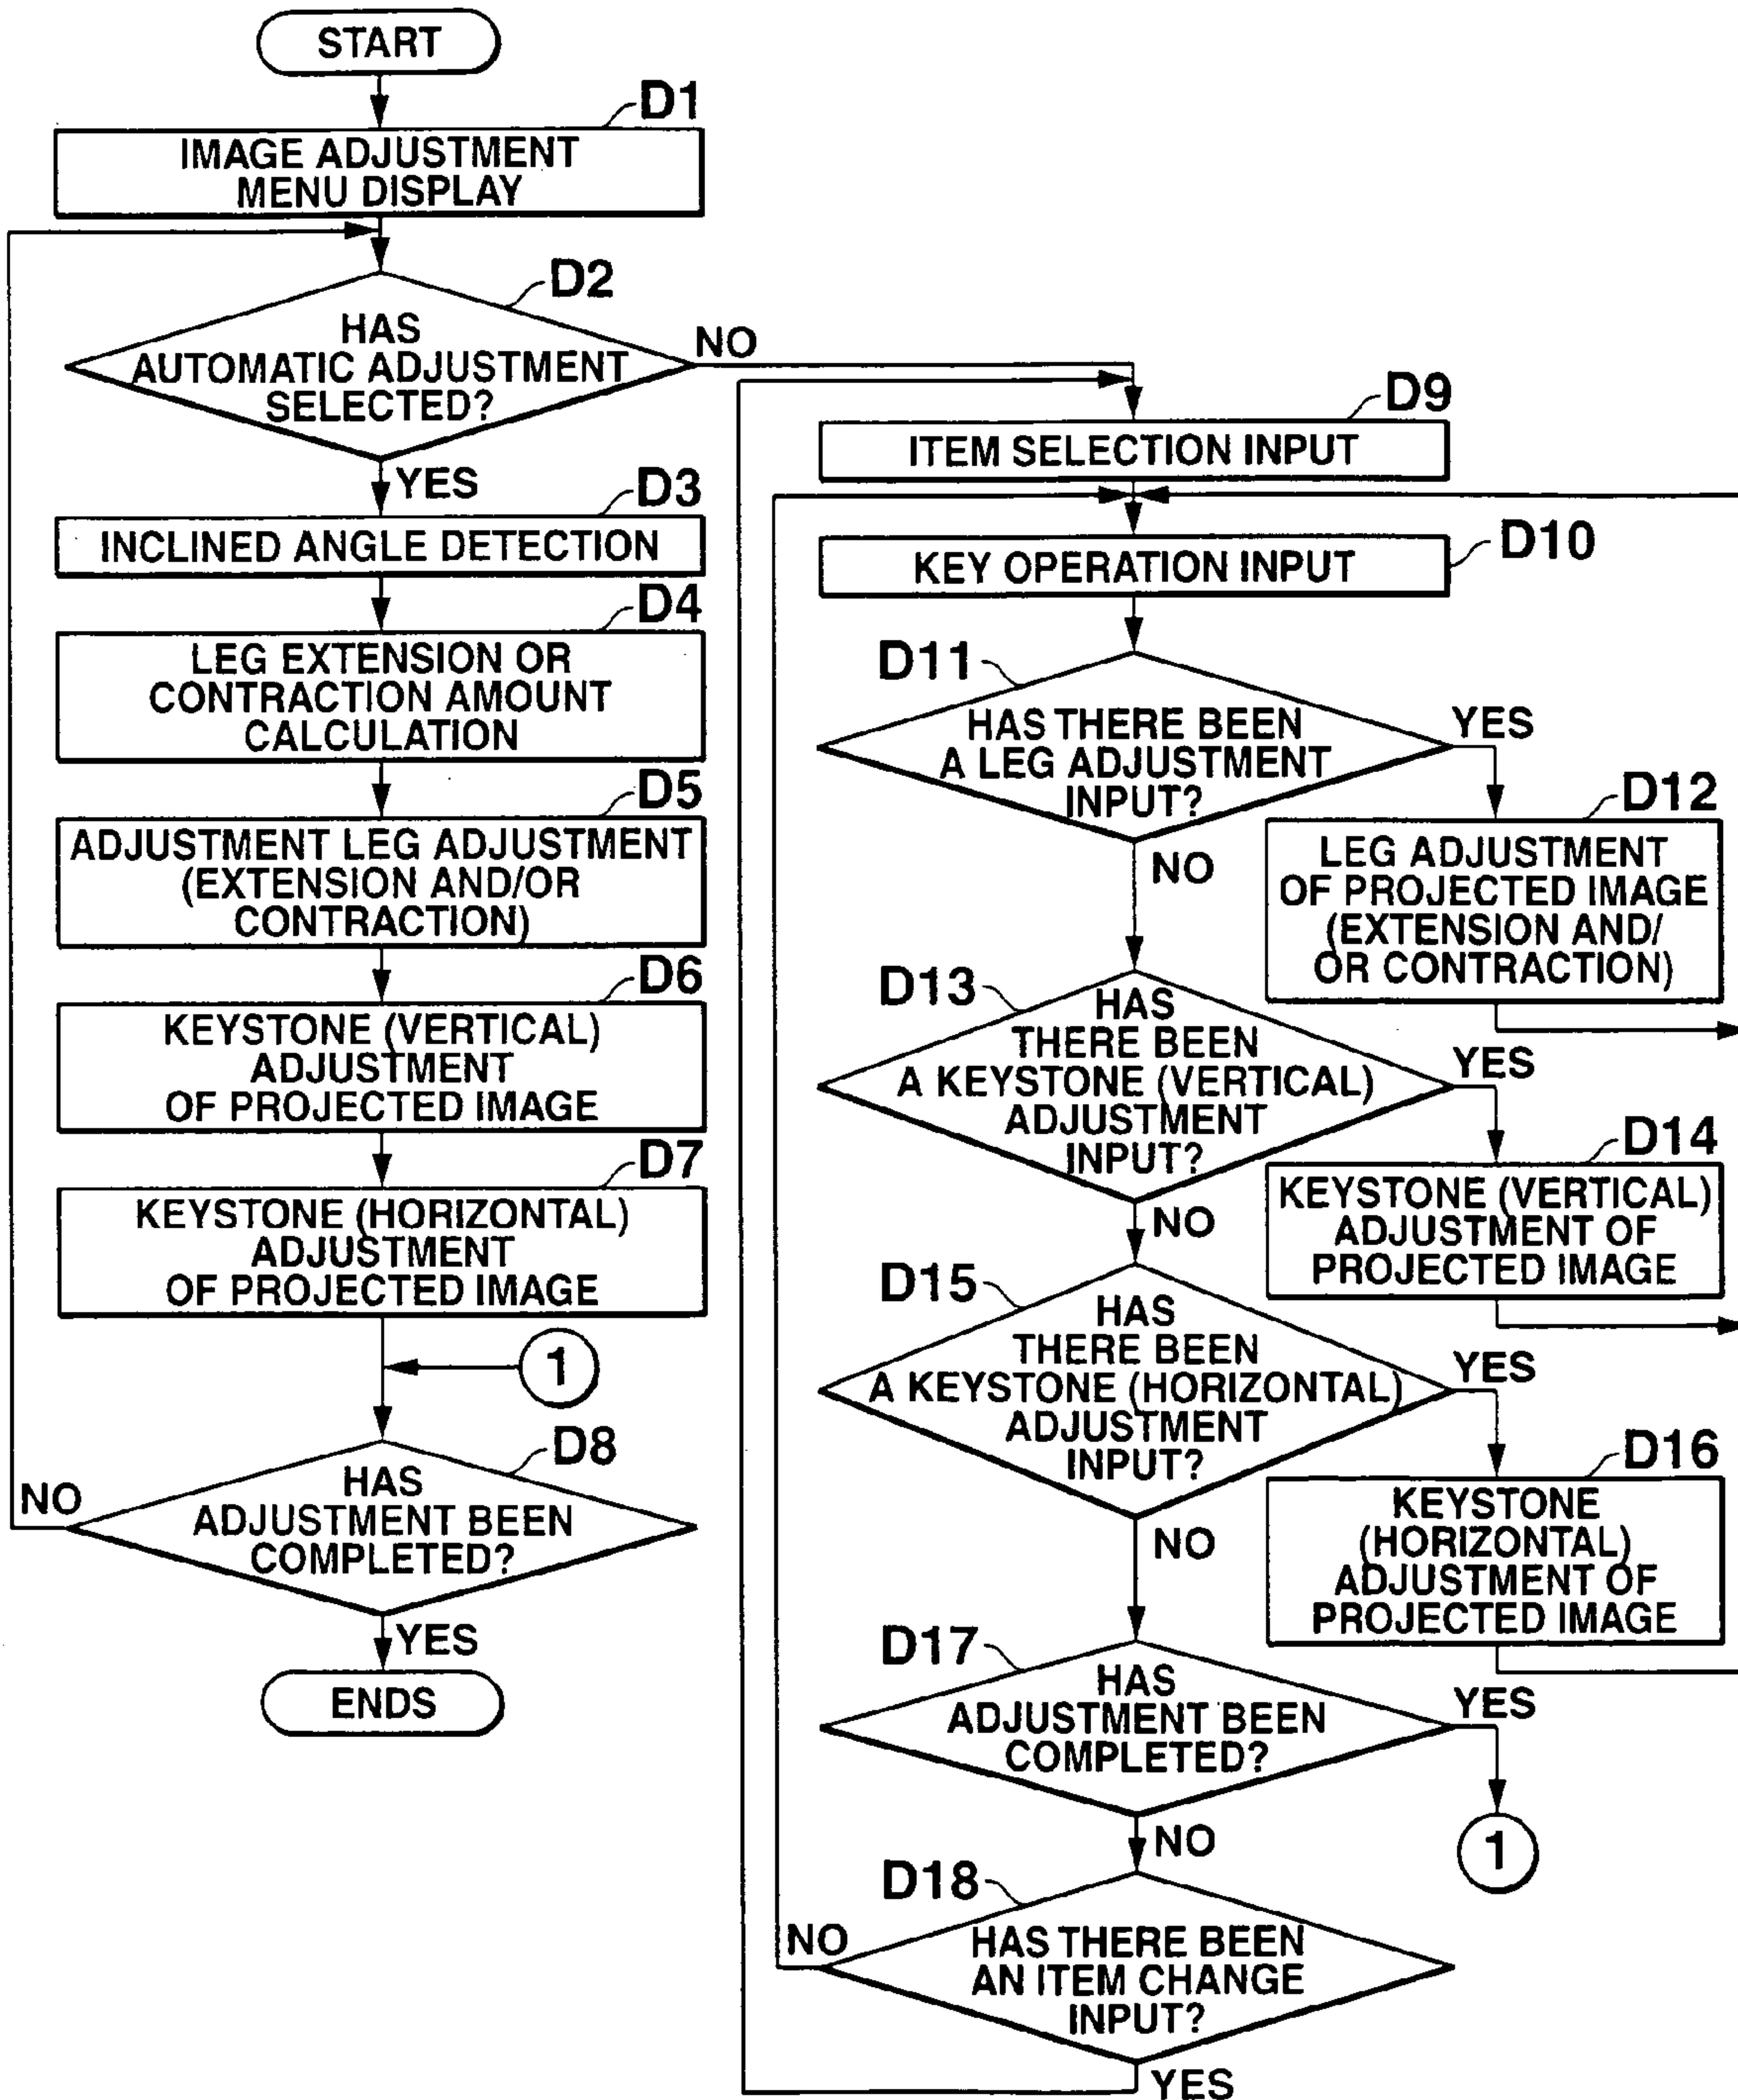 START
D1
IMAGE ADJUSTMENT
MENU DISPLAY
D2
HAS
AUTOMATIC ADJUSTMENT
SELECTED?
NO
YES
D3
INCLINED ANGLE DETECTION
D4
LEG EXTENSION OR
CONTRACTION AMOUNT
CALCULATION
D5
ADJUSTMENT LEG ADJUSTMENT
(EXTENSION AND/OR
CONTRACTION)
D6
KEYSTONE (VERTICAL)
ADJUSTMENT
OF PROJECTED IMAGE
D7
KEYSTONE (HORIZONTAL)
ADJUSTMENT
OF PROJECTED IMAGE
1
D8
HAS
ADJUSTMENT BEEN
COMPLETED?
NO
YES
ENDS
D9
ITEM SELECTION INPUT
D10
KEY OPERATION INPUT
D11
HAS THERE BEEN
A LEG ADJUSTMENT
INPUT?
YES
NO
D12
LEG ADJUSTMENT
OF PROJECTED IMAGE
(EXTENSION AND/
OR CONTRACTION)
D13
HAS
THERE BEEN
A KEYSTONE (VERTICAL)
ADJUSTMENT
INPUT?
YES
NO
D14
KEYSTONE (VERTICAL)
ADJUSTMENT OF
PROJECTED IMAGE
D15
HAS
THERE BEEN
A KEYSTONE (HORIZONTAL)
ADJUSTMENT
INPUT?
YES
NO
D16
KEYSTONE
(HORIZONTAL)
ADJUSTMENT OF
PROJECTED IMAGE
D17
HAS
ADJUSTMENT BEEN
COMPLETED?
YES
NO
1
D18
HAS THERE BEEN
AN ITEM CHANGE
INPUT?
NO
YES